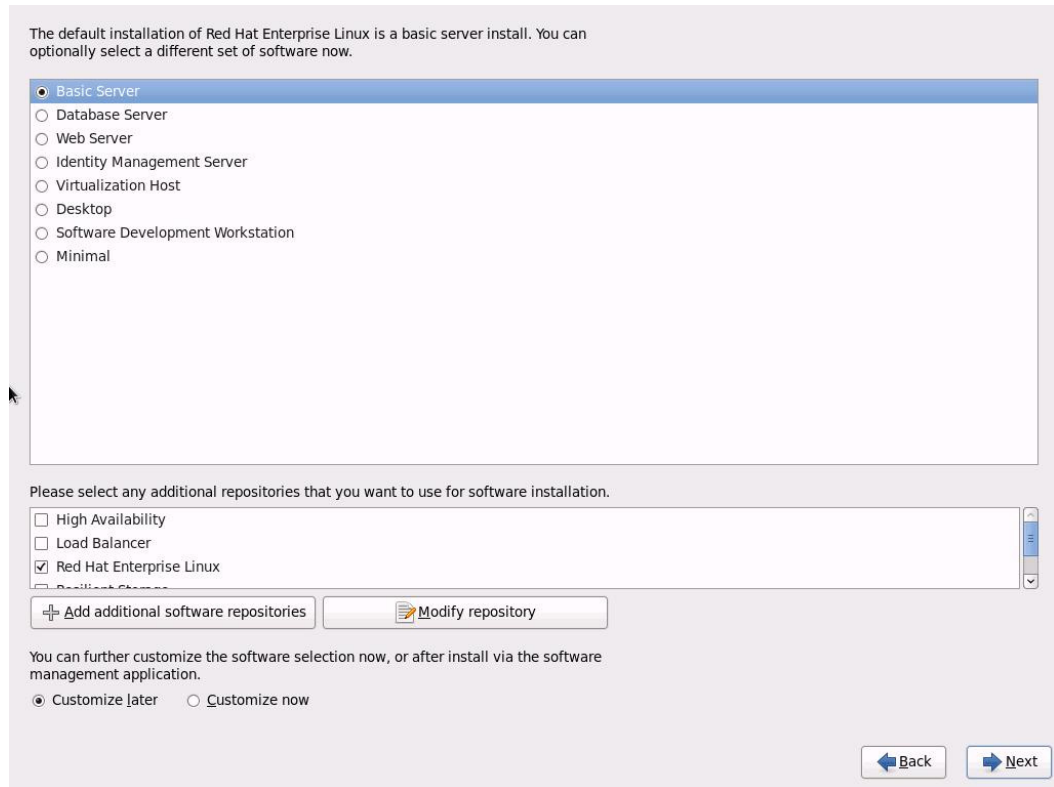 The default installation of Red Hat Enterprise Linux is a basic server install. You can
optionally select a different set of software now.
Basic Server
Database Server
Web Server
Identity Management Server
Virtualization Host
Desktop
Software Development Workstation
Minimal
Please select any additional repositories that you want to use for software installation.
High Availability
Load Balancer
Red Hat Enterprise Linux
Add additional software repositories
Modify repository
You can further customize the software selection now, or after install via the software
management application.
Customize later
Customize now
Back
Next